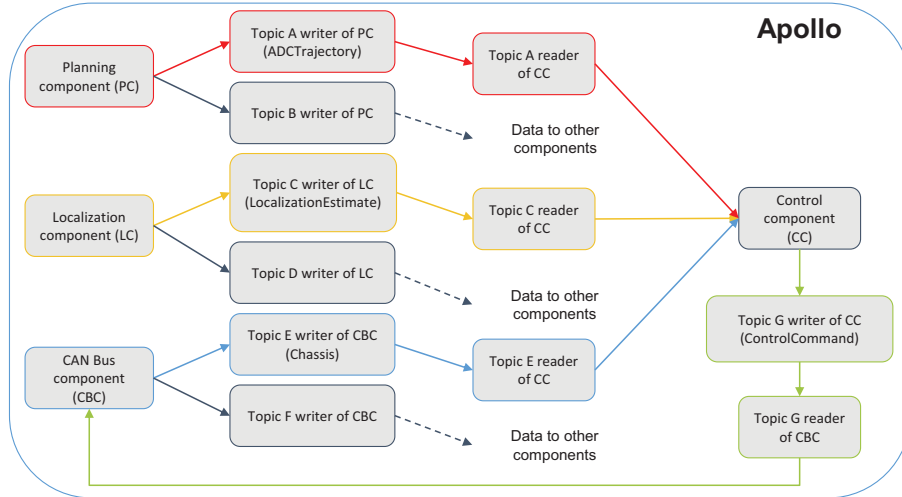 Apollo
Planning
component (PC)
Topic A writer of PC
(ADCTrajectory)
Topic A reader
of CC
Topic B writer of PC
Data to other
components
Localization
component (LC)
Topic C writer of LC
(LocalizationEstimate)
Topic C reader
of CC
Control
component
(CC)
Topic D writer of LC
Data to other
components
Topic G writer of CC
(ControlCommand)
CAN Bus
component
(CBC)
Topic E writer of CBC
(Chassis)
Topic E reader
of CC
Topic F writer of CBC
Data to other
components
Topic G reader
of CBC